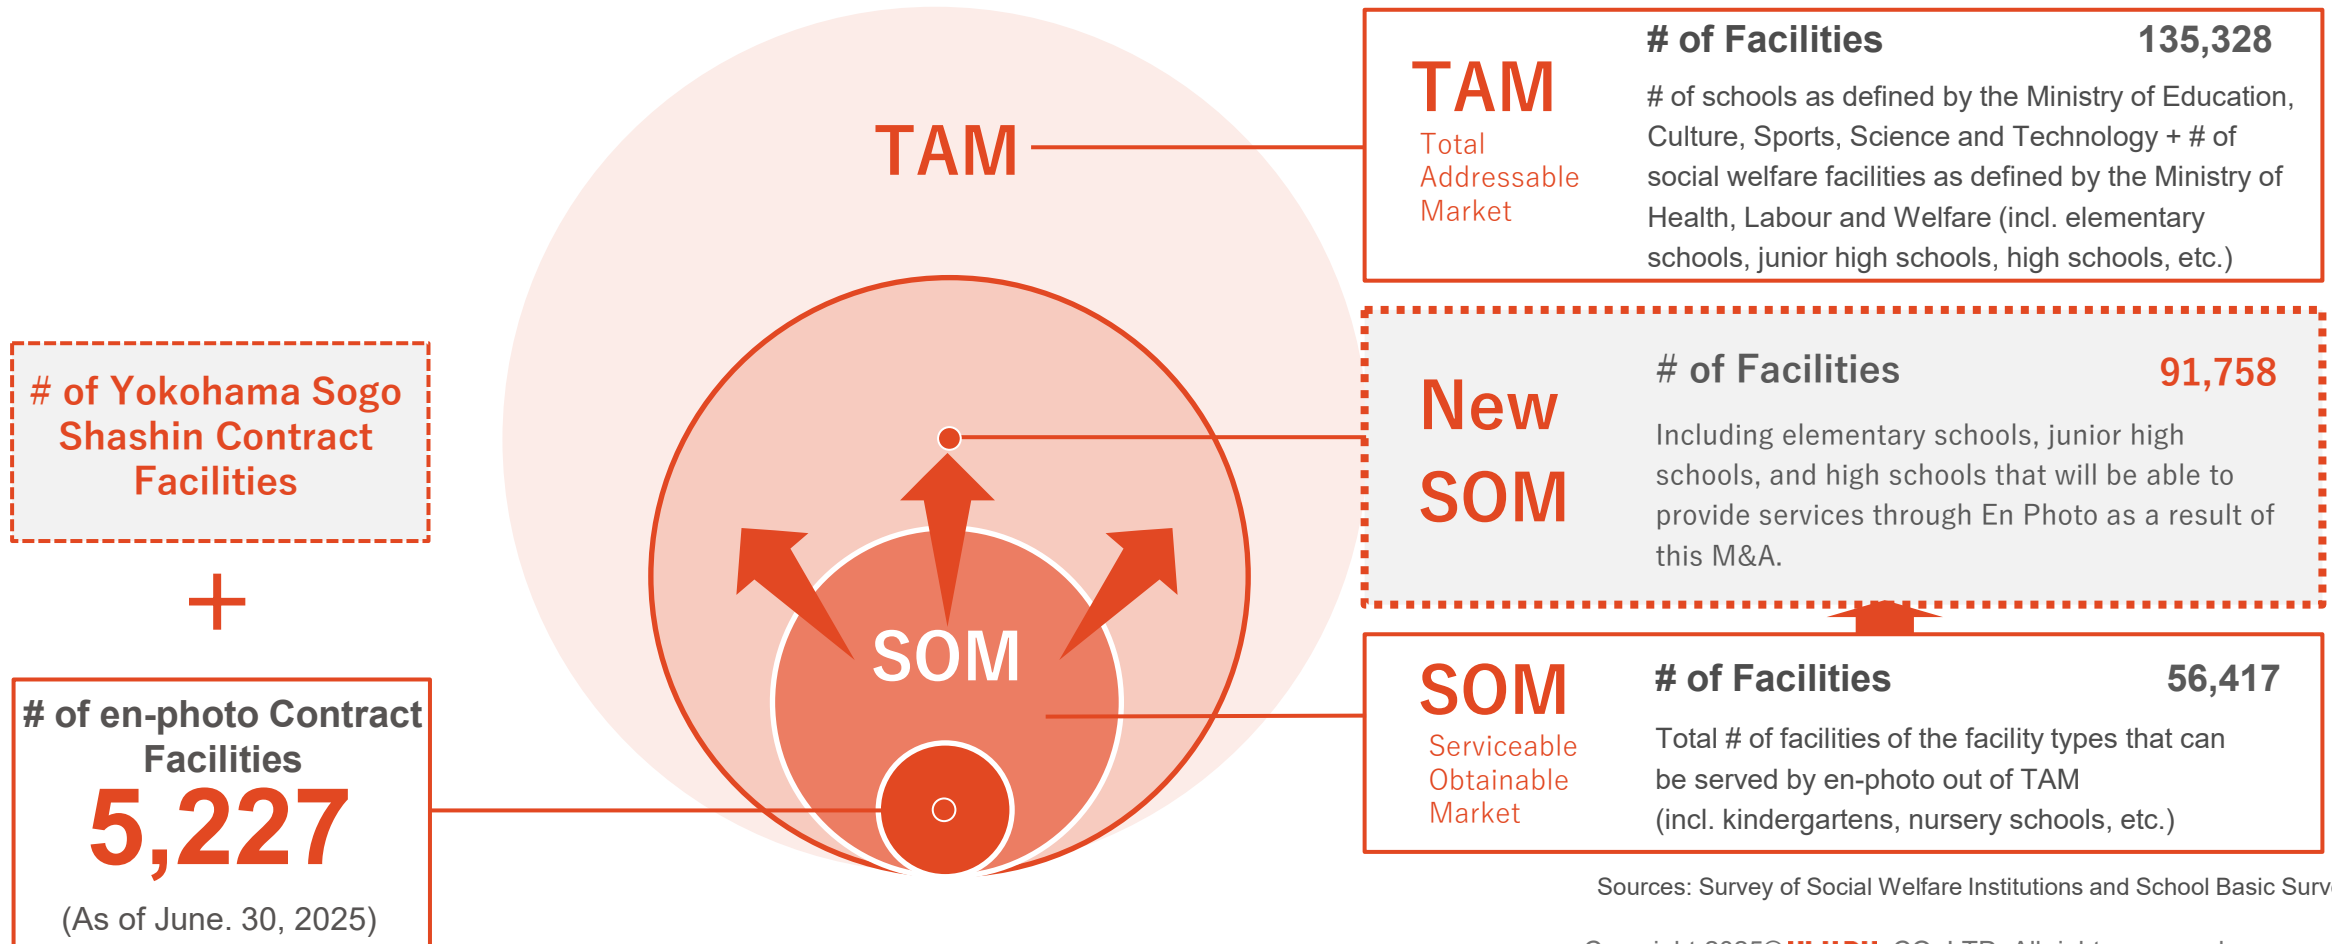 # of Yokohama Sogo
Shashin Contract
Facilities
+
# of en-photo Contract
Facilities
5,227
(As of June. 30, 2025)
TAM
SOM
TAM
Total
Addressable
Market
# of Facilities 135,328
# of schools as defined by the Ministry of Education,
Culture, Sports, Science and Technology + # of
social welfare facilities as defined by the Ministry of
Health, Labour and Welfare (incl. elementary
schools, junior high schools, high schools, etc.)
New
SOM
# of Facilities 91,758
Including elementary schools, junior high
schools, and high schools that will be able to
provide services through En Photo as a result of
this M&A.
SOM
Serviceable
Obtainable
Market
# of Facilities 56,417
Total # of facilities of the facility types that can
be served by en-photo out of TAM
(incl. kindergartens, nursery schools, etc.)
Sources: Survey of Social Welfare Institutions and School Basic